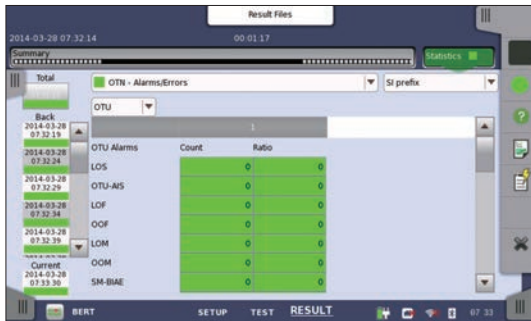 Result Files
2014-03-28 07:32:14 00:01:17
Summary
Statistics
Total
OTN - Alarms/Errors SI prefix
OTU
1
Back
2014-03-28
07:32:19
2014-03-28
07:32:24
2014-03-28
07:32:29
2014-03-28
07:32:34
2014-03-28
07:32:39
Current
2014-03-28
07:33:30
OTU Alarms Count Ratio
LOS 0 0
OTU-AIS 0 0
LOF 0 0
OOF 0 0
LOM 0 0
OOM 0 0
SM-BIAE 0 0
BERT SETUP TEST RESULT 07 33